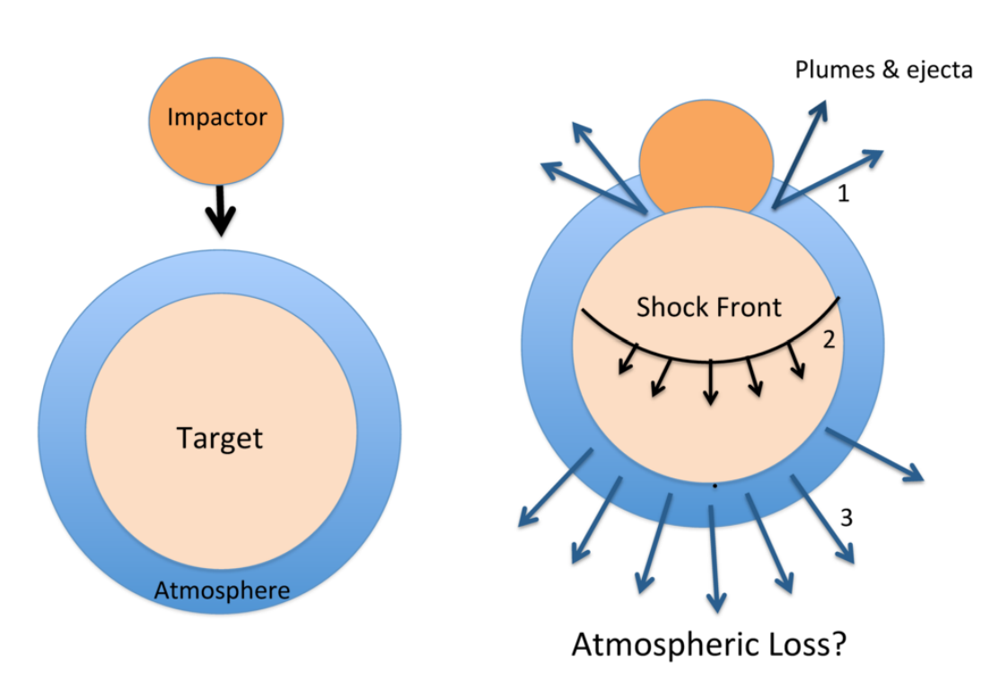 Impactor
Target
Atmosphere
Plumes & ejecta
1
Shock Front
2
3
Atmospheric Loss?